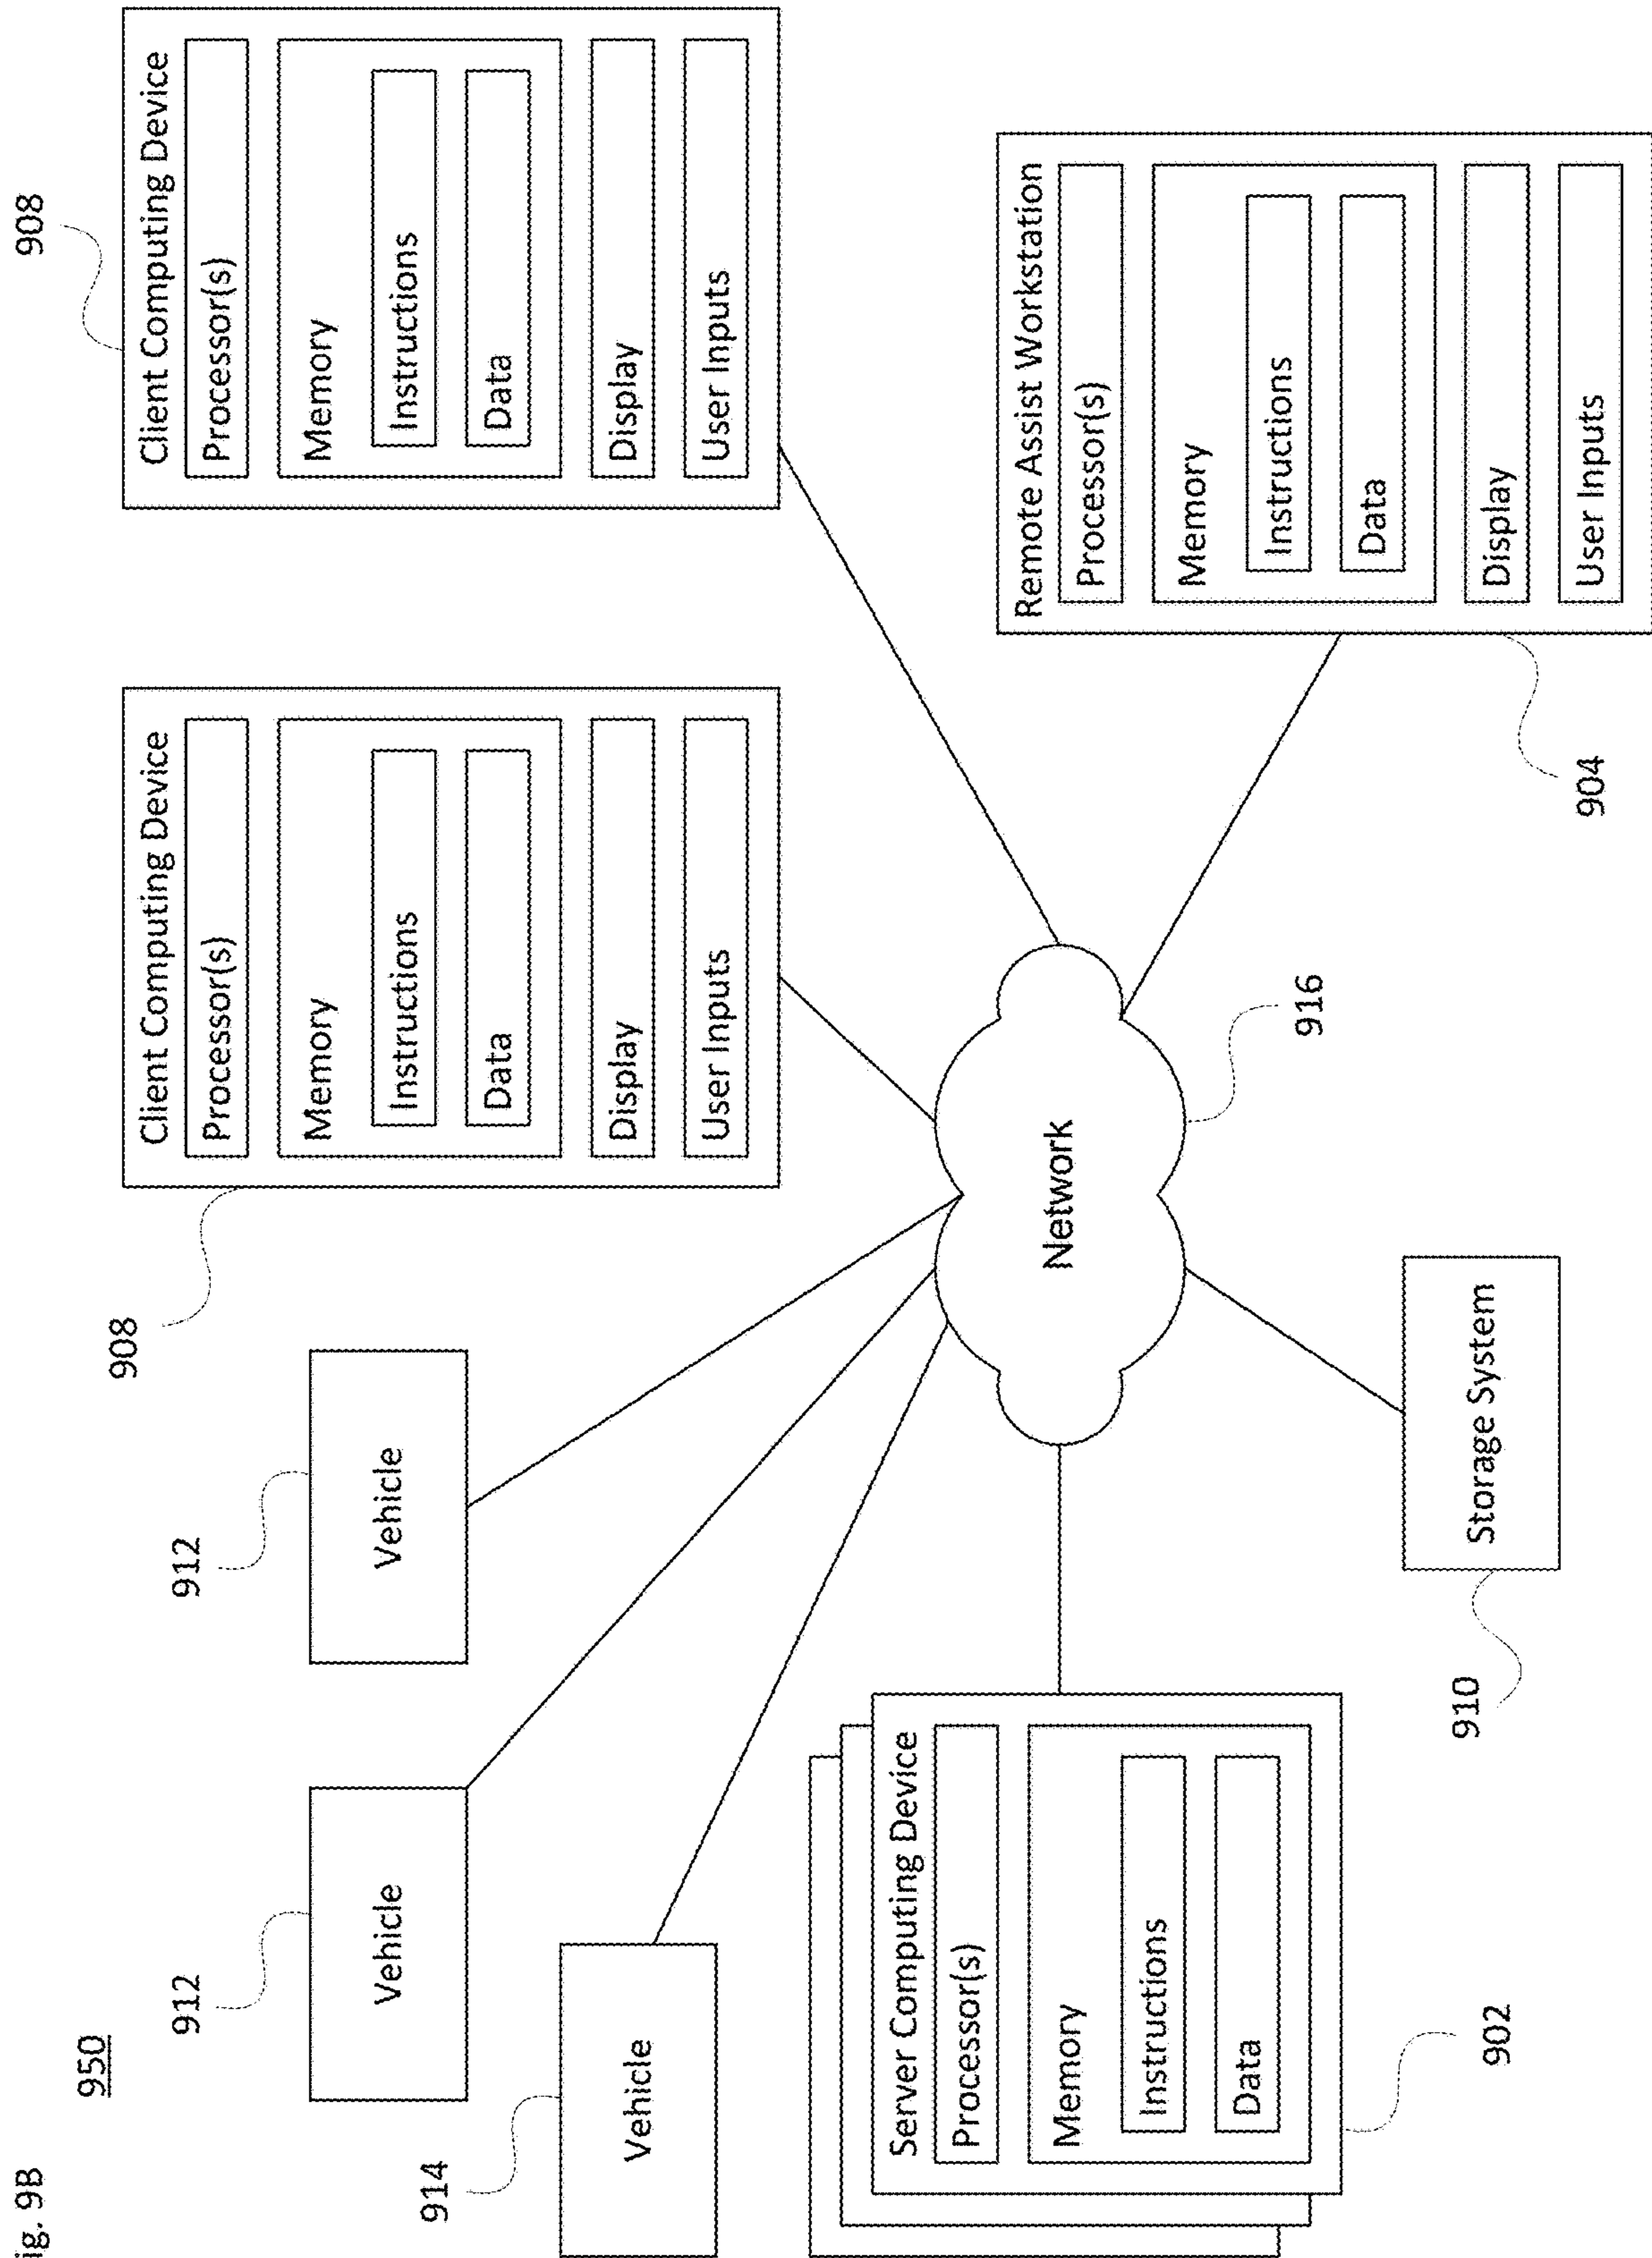 ig. 9B
950
912
Vehicle
912
Vehicle
914
Vehicle
908
Client Computing Device
Processor(s)
Memory
Instructions
Data
Display
User Inputs
908
Client Computing Device
Processor(s)
Memory
Instructions
Data
Display
User Inputs
Server Computing Device
Processor(s)
Memory
Instructions
Data
902
Network
916
Storage System
910
Remote Assist Workstation
Processor(s)
Memory
Instructions
Data
Display
User Inputs
904